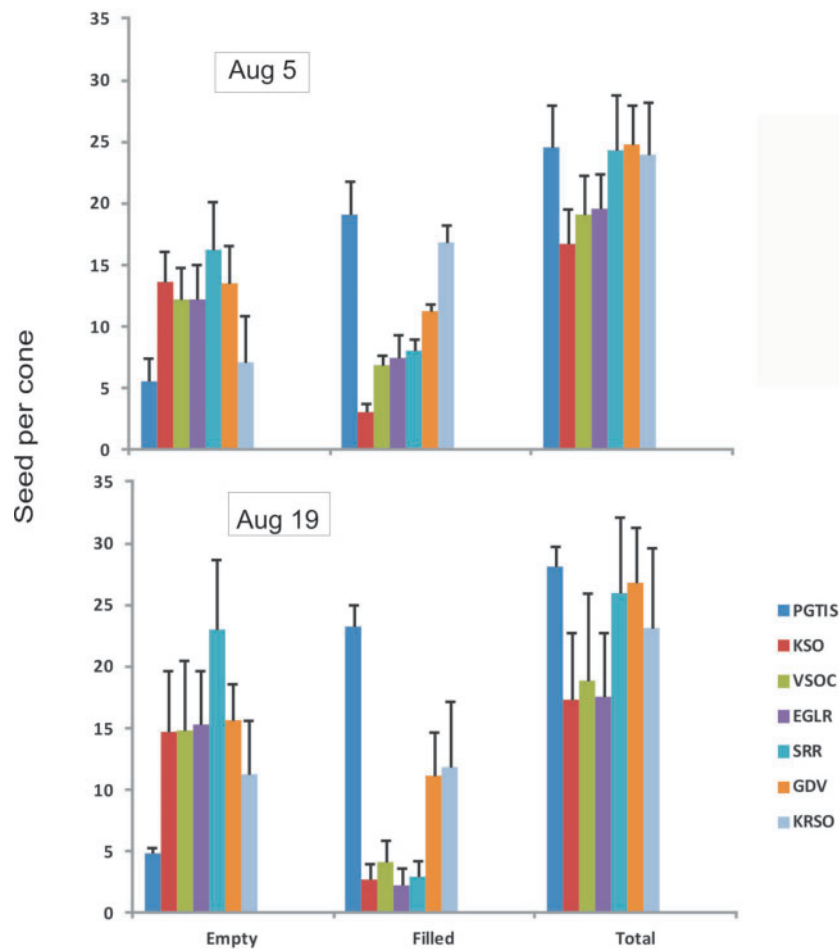 35
Aug 5
30
25
20
15
10
5
0
Seed per cone
35
Aug 19
30
25
20
15
10
5
0
Empty Filled Total
PGTIS
KSO
VSOC
EGLR
SRR
GDV
KRSO